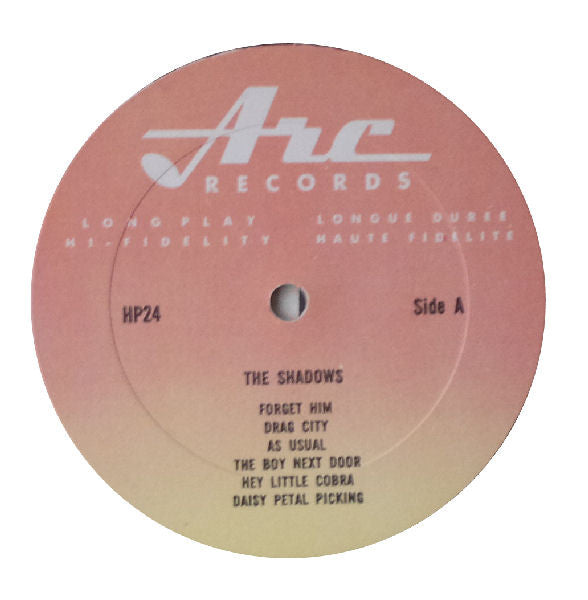 Arc
RECORDS
LONG PLAY LONGUE DUREE
HI-FIDELITY HAUTE FIDELITE
HP24 Side A
THE SHADOWS
FORGET HIM
DRAG CITY
AS USUAL
THE BOY NEXT DOOR
HEY LITTLE COBRA
DAISY PETAL PICKING